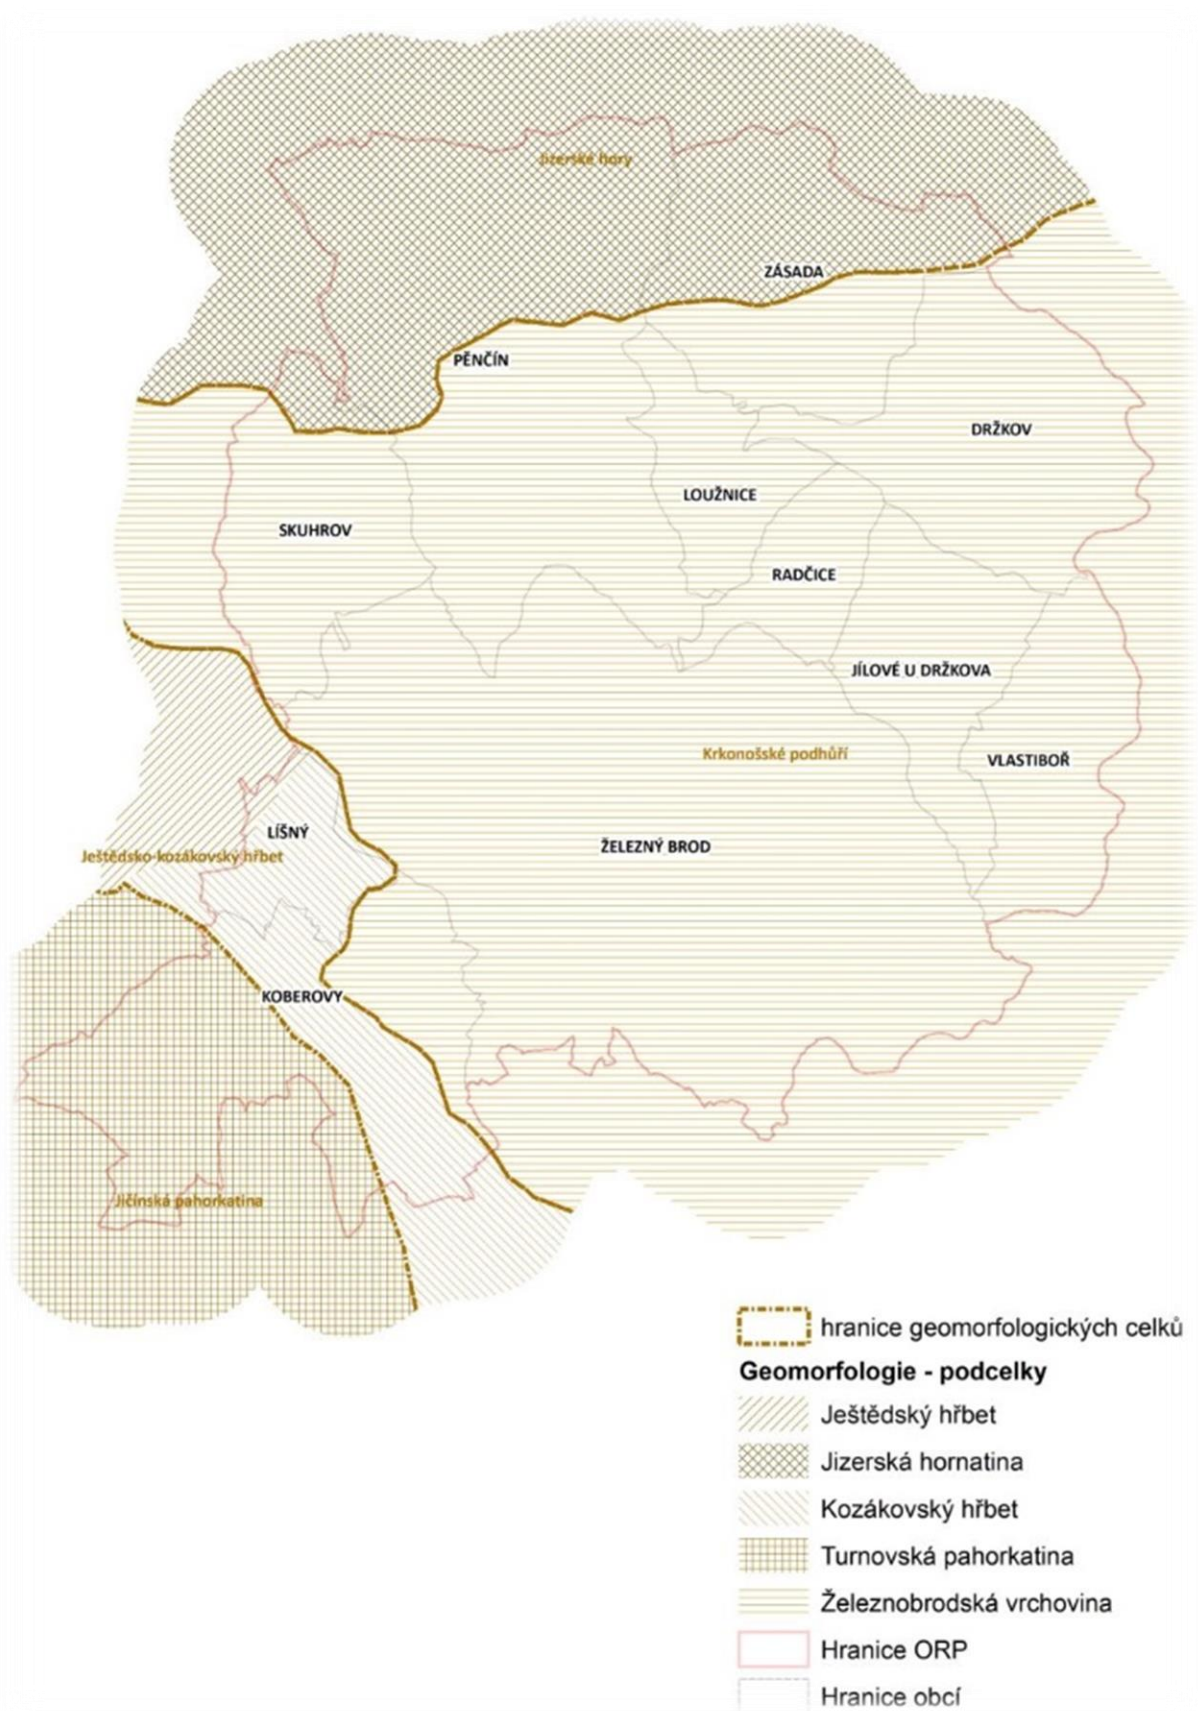 Jizerské hory
ZÁSADA
PĚNČÍN
DRŽKOV
LOUŽNICE
SKUHROV
RADČICE
JÍLOVÉ U DRŽKOVA
Krkonošské podhůří
VLASTIBOŘ
LÍŠNÝ
ŽELEZNÝ BROD
Ještědsko-kozákovský hřbet
KOBEROVY
Jičínská pahorkatina
hranice geomorfologických celků
Geomorfologie - podcelky
Ještědský hřbet
Jizerská hornatina
Kozákovský hřbet
Turnovská pahorkatina
Železnobrodská vrchovina
Hranice ORP
Hranice obcí